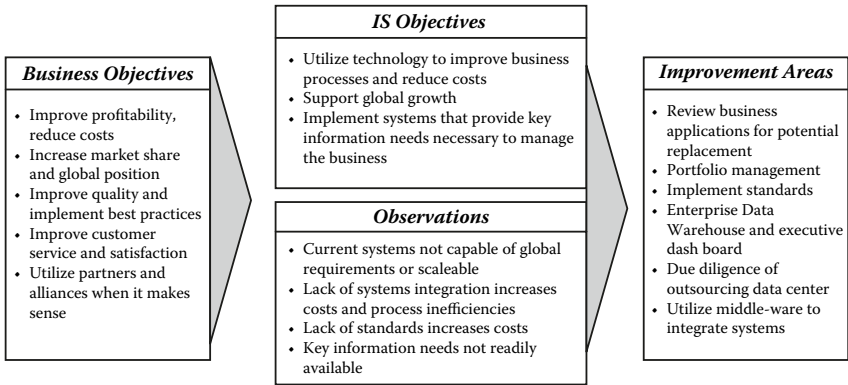 Business Objectives
• Improve profitability,
reduce costs
• Increase market share
and global position
• Improve quality and
implement best practices
• Improve customer
service and satisfaction
• Utilize partners and
alliances when it makes
sense
IS Objectives
• Utilize technology to improve business
processes and reduce costs
• Support global growth
• Implement systems that provide key
information needs necessary to manage
the business
Observations
• Current systems not capable of global
requirements or scaleable
• Lack of systems integration increases
costs and process inefficiencies
• Lack of standards increases costs
• Key information needs not readily
available
Improvement Areas
• Review business
applications for potential
replacement
• Portfolio management
• Implement standards
• Enterprise Data
Warehouse and executive
dash board
• Due diligence of
outsourcing data center
• Utilize middle-ware to
integrate systems